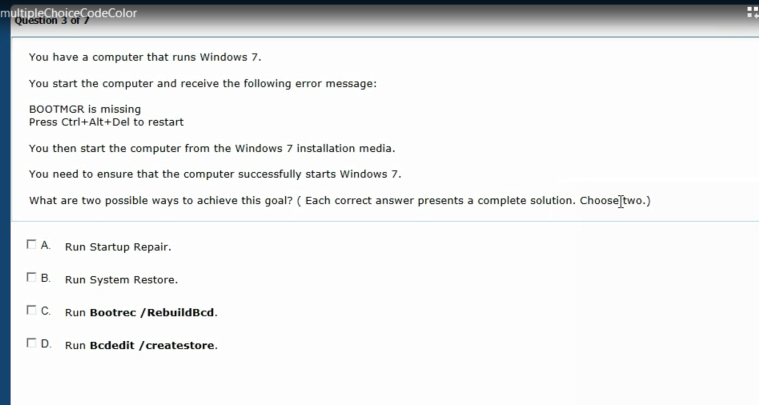 multipleChoiceCodeColor
Question 3 of 7
You have a computer that runs Windows 7.
You start the computer and receive the following error message:
BOOTMGR is missing
Press Ctrl+Alt+Del to restart
You then start the computer from the Windows 7 installation media.
You need to ensure that the computer successfully starts Windows 7.
What are two possible ways to achieve this goal? ( Each correct answer presents a complete solution. Choose two.)
A. Run Startup Repair.
B. Run System Restore.
C. Run Bootrec /RebuildBcd.
D. Run Bcdedit /createstore.